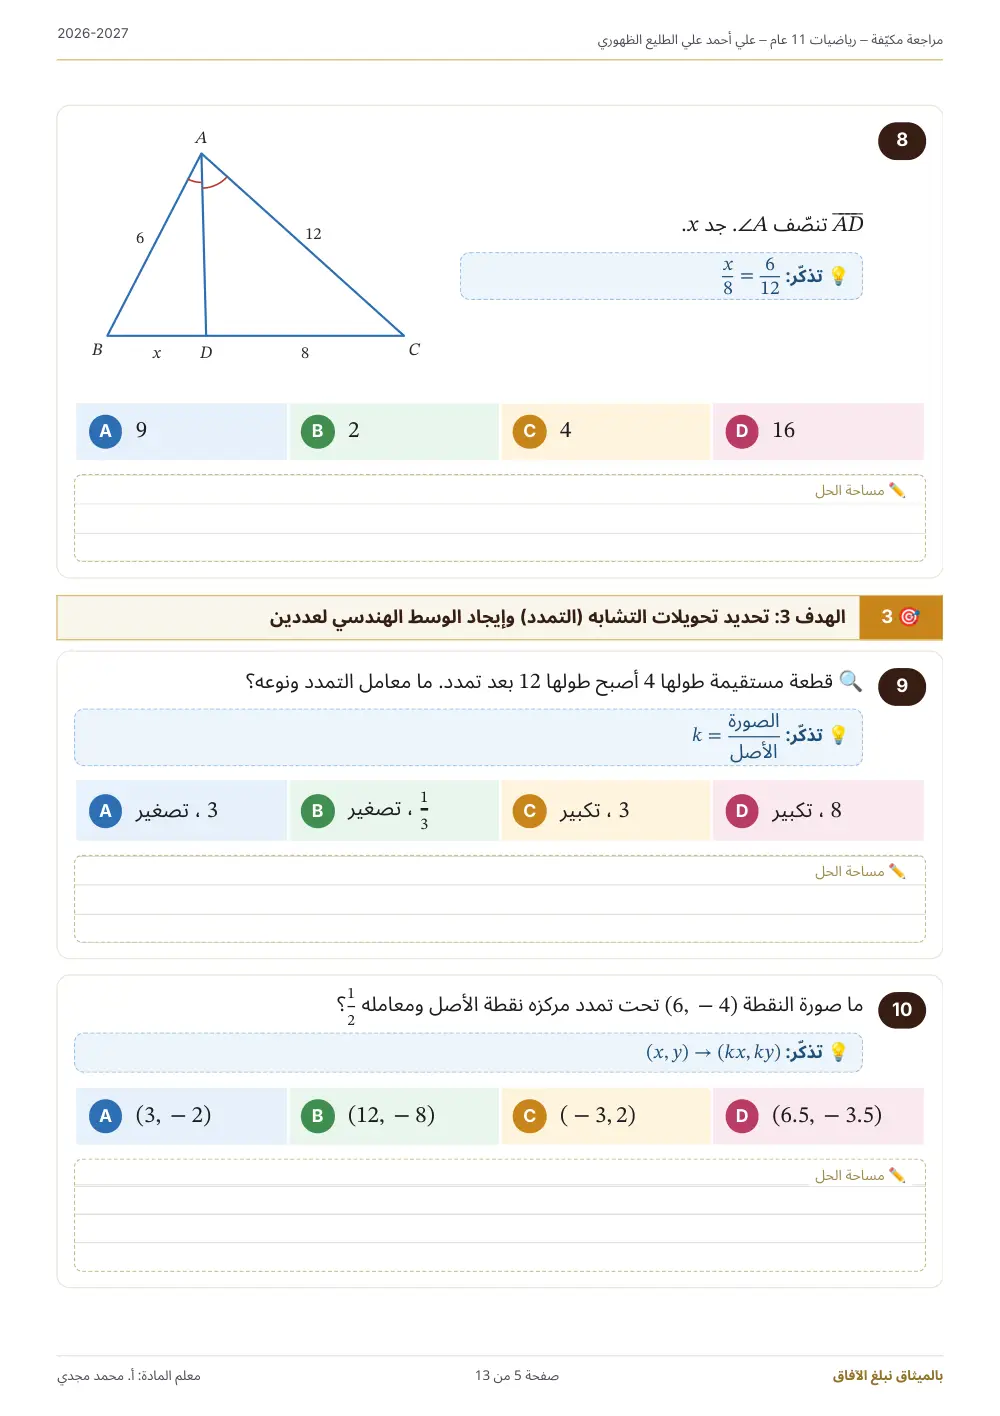 مراجعة مكيّفة – رياضيات 11 عام – علي أحمد علي الطليع الظهوري
2026-2027
8
A
6
12
B
x
D
8
C
AD تنصّف ∠A. جد x.
💡 تذكّر: x/8 = 6/12
A 9
B 2
C 4
D 16
✏️ مساحة الحل
🎯 3
الهدف 3: تحديد تحويلات التشابه (التمدد) وإيجاد الوسط الهندسي لعددين
9
🔍 قطعة مستقيمة طولها 4 أصبح طولها 12 بعد تمدد. ما معامل التمدد ونوعه؟
💡 تذكّر: k = الصورة/الأصل
A 3 ، تصغير
B 1/3 ، تصغير
C 3 ، تكبير
D 8 ، تكبير
✏️ مساحة الحل
10
ما صورة النقطة (6, − 4) تحت تمدد مركزه نقطة الأصل ومعامله 1/2؟
💡 تذكّر: (x, y) → (kx, ky)
A (3, − 2)
B (12, − 8)
C ( − 3, 2)
D (6.5, − 3.5)
✏️ مساحة الحل
بالميثاق نبلغ الآفاق
صفحة 5 من 13
معلم المادة: أ. محمد مجدي